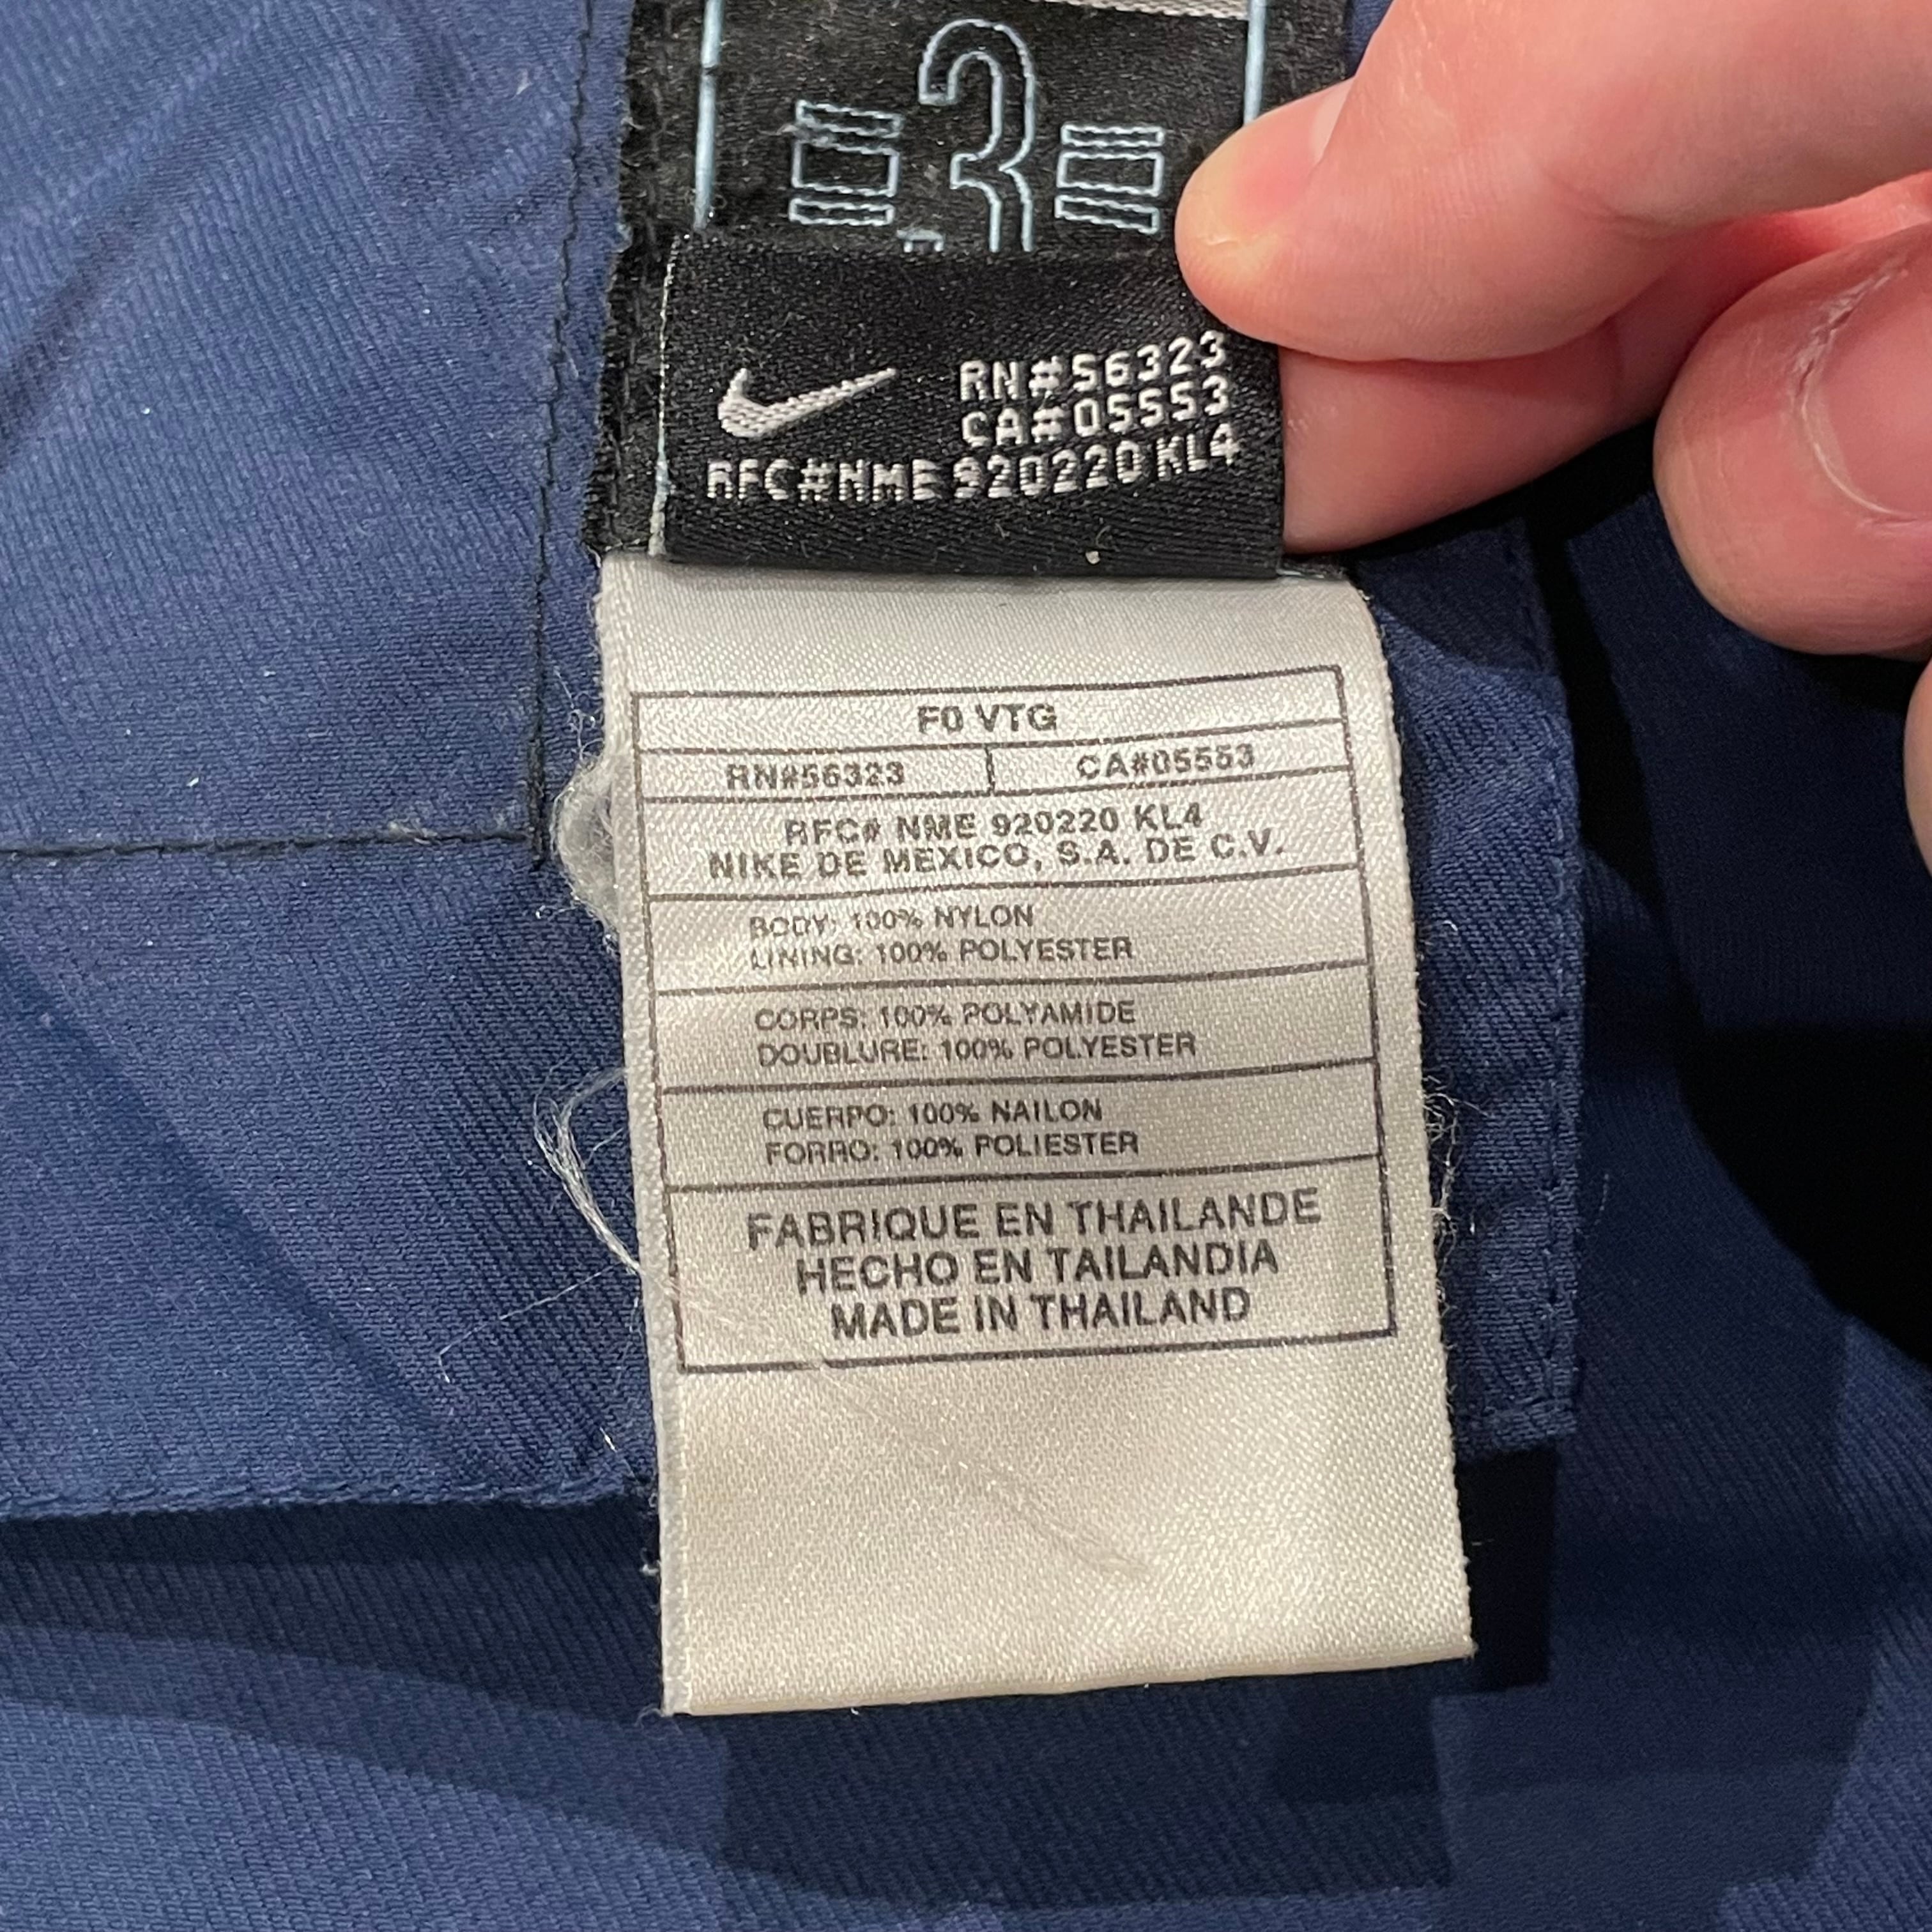 3
RN#56323
CA#05553
RFC#NME 920220 KL4
F0 VTG
RN#56323 CA#05553
RFC# NME 920220 KL4
NIKE DE MEXICO, S.A. DE C.V.
BODY: 100% NYLON
LINING: 100% POLYESTER
CORPS: 100% POLYAMIDE
DOUBLURE: 100% POLYESTER
CUERPO: 100% NAILON
FORRO: 100% POLIESTER
FABRIQUE EN THAILANDE
HECHO EN TAILANDIA
MADE IN THAILAND